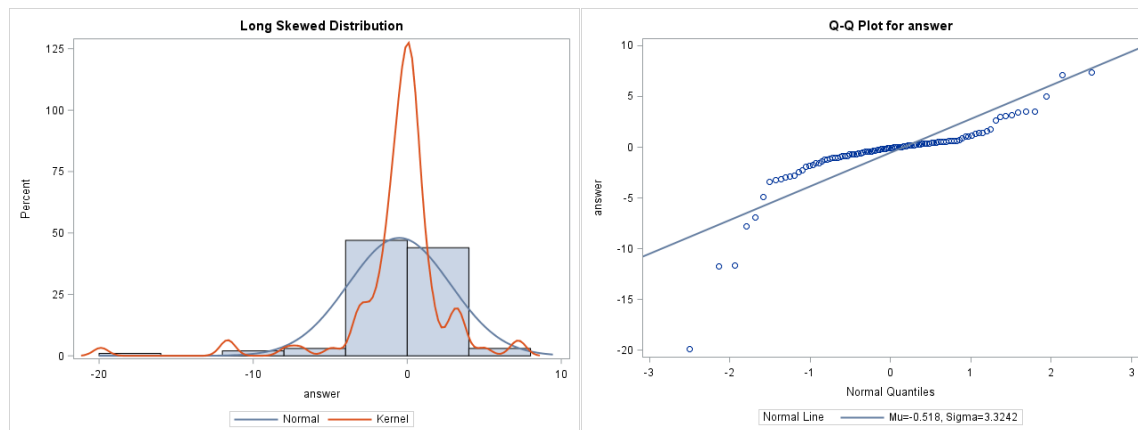 Long Skewed Distribution
125
100
75
50
25
0
Percent
-20
-10
0
10
answer
Normal
Kernel
Q-Q Plot for answer
10
5
0
-5
-10
-15
-20
answer
-3
-2
-1
0
1
2
3
Normal Quantiles
Normal Line
Mu=-0.518, Sigma=3.3242